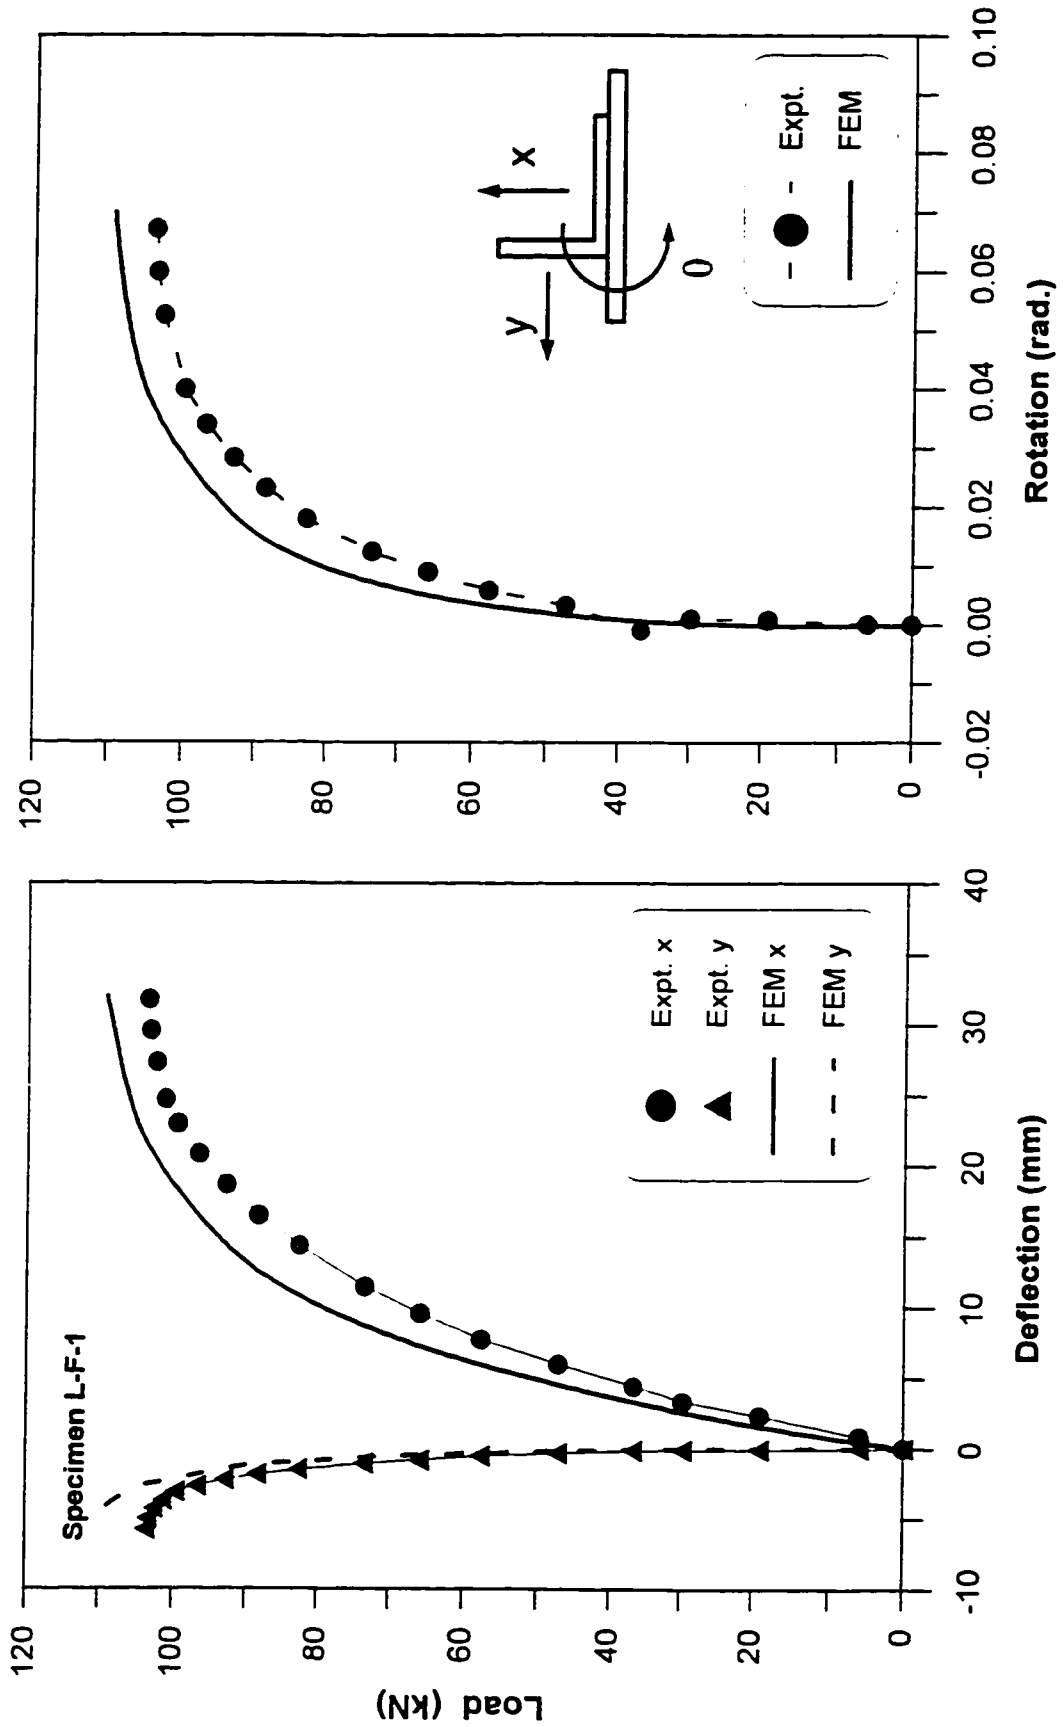 Specimen L-F-1
Load (kN)
120
100
80
60
40
20
0
-10
0
10
20
30
40
Deflection (mm)
Expt. x
Expt. y
FEM x
FEM y
120
100
80
60
40
20
0
-0.02
0.00
0.02
0.04
0.06
0.08
0.10
Rotation (rad.)
y
x
θ
Expt.
FEM